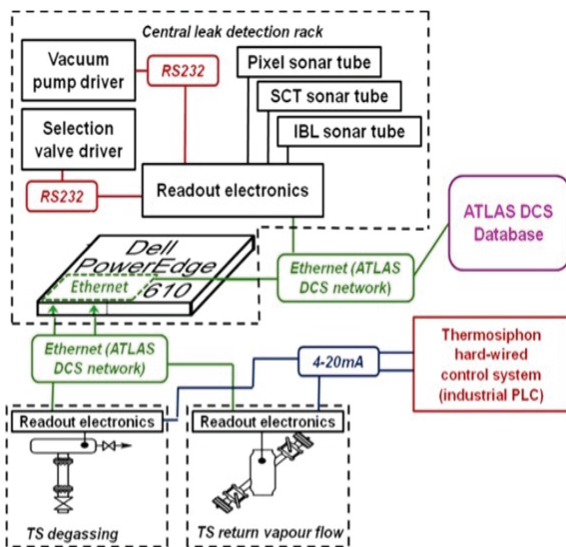 Central leak detection rack
Vacuum
pump driver
RS232
Pixel sonar tube
SCT sonar tube
IBL sonar tube
Selection
valve driver
RS232
Readout electronics
ATLAS DCS
Database
Dell
PowerEdge
610
Ethernet
Ethernet (ATLAS
DCS network)
Ethernet (ATLAS
DCS network)
4-20mA
Thermosiphon
hard-wired
control system
(industrial PLC)
Readout electronics
Readout electronics
TS degassing
TS return vapour flow